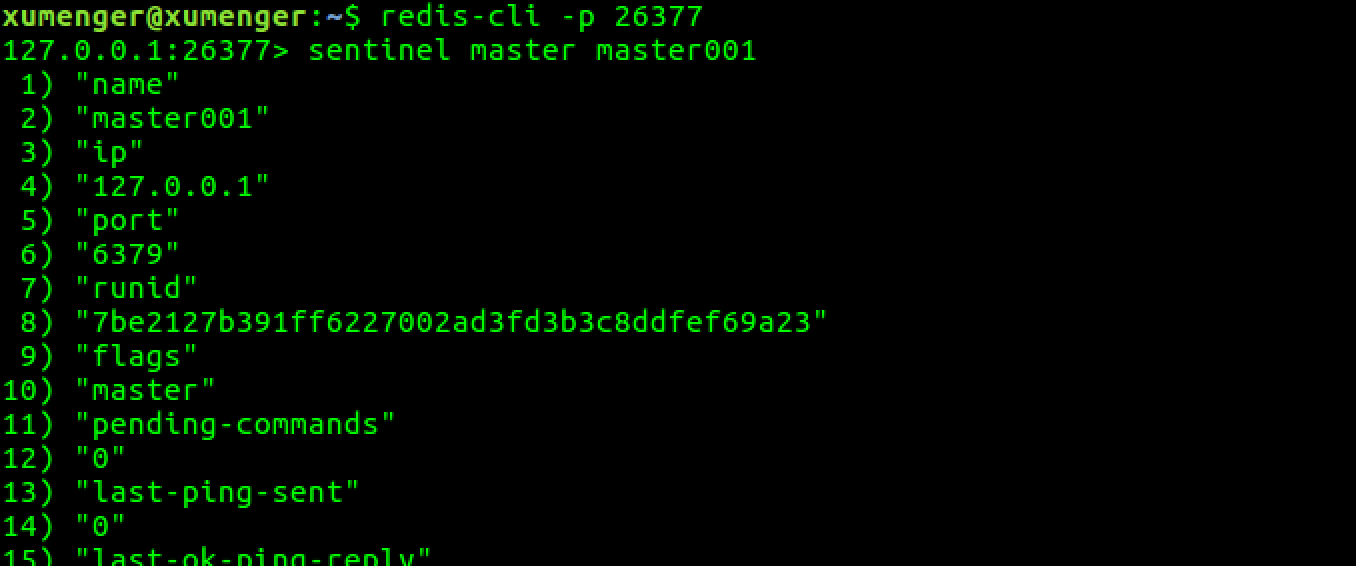 xumenger@xumenger:~$ redis-cli -p 26377
127.0.0.1:26377> sentinel master master001
 1) "name"
 2) "master001"
 3) "ip"
 4) "127.0.0.1"
 5) "port"
 6) "6379"
 7) "runid"
 8) "7be2127b391ff6227002ad3fd3b3c8ddfef69a23"
 9) "flags"
10) "master"
11) "pending-commands"
12) "0"
13) "last-ping-sent"
14) "0"
15) "last-ok-ping-reply"